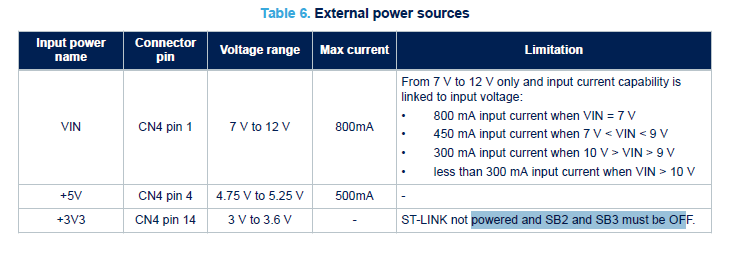 Table 6. External power sources
Input power name
Connector pin
Voltage range
Max current
Limitation
VIN
CN4 pin 1
7 V to 12 V
800mA
From 7 V to 12 V only and input current capability is
linked to input voltage:
• 800 mA input current when VIN = 7 V
• 450 mA input current when 7 V < VIN < 9 V
• 300 mA input current when 10 V > VIN > 9 V
• less than 300 mA input current when VIN > 10 V
+5V
CN4 pin 4
4.75 V to 5.25 V
500mA
-
+3V3
CN4 pin 14
3 V to 3.6 V
-
ST-LINK not powered and SB2 and SB3 must be OFF.